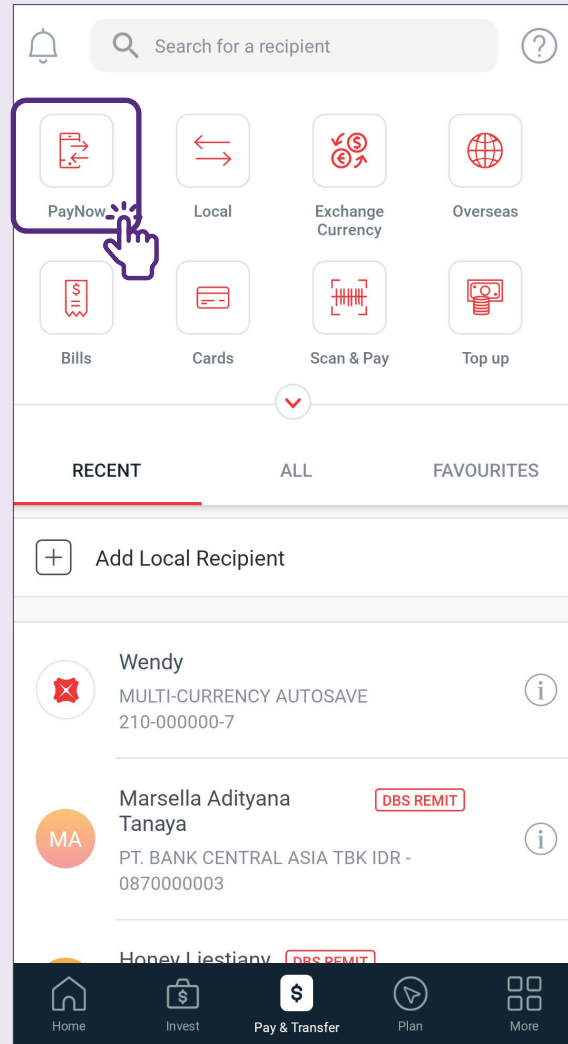 Search for a recipient
?
PayNow Local Exchange Currency Overseas
$
Bills Cards Scan & Pay Top up
RECENT ALL FAVOURITES
Add Local Recipient
Wendy
MULTI-CURRENCY AUTOSAVE
210-000000-7
i
Marsella Adityana
Tanaya
DBS REMIT
MA
PT. BANK CENTRAL ASIA TBK IDR -
0870000003
i
Honey Liestiany DBS REMIT
Home Invest Pay & Transfer Plan More